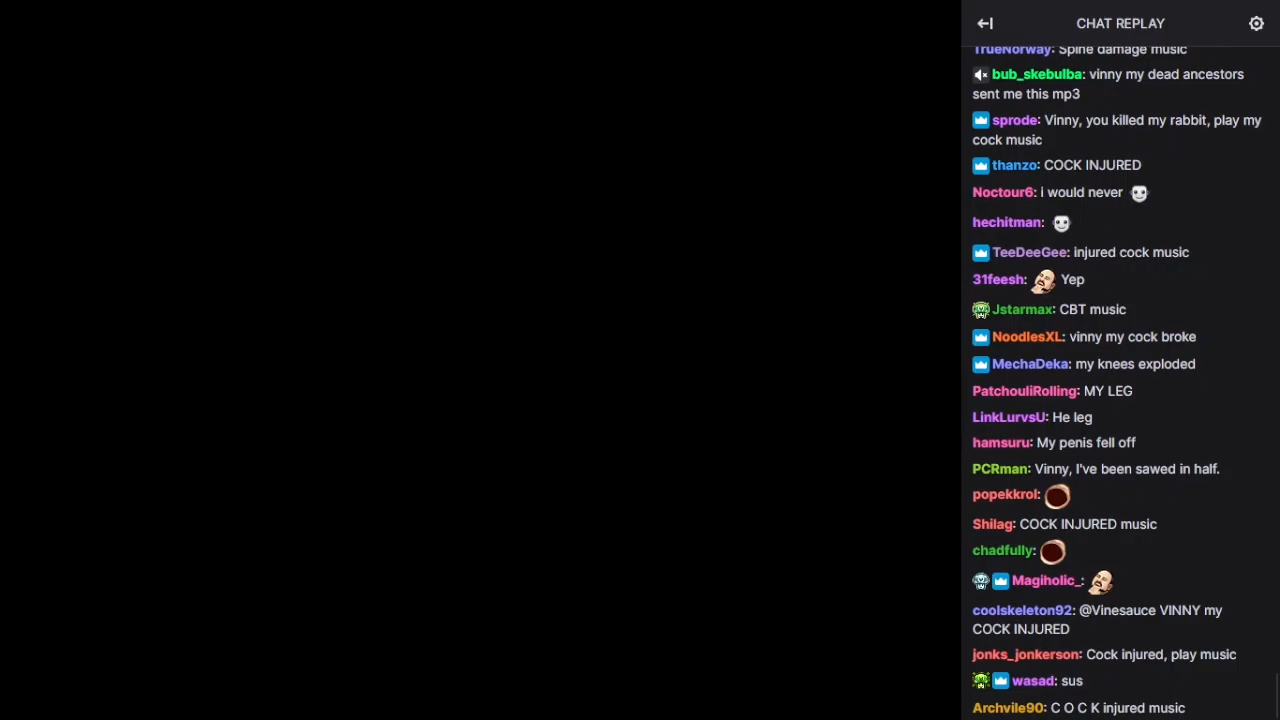 CHAT REPLAY
TrueNorway: Spine damage music
bub_skebulba: vinny my dead ancestors
sent me this mp3
sprode: Vinny, you killed my rabbit, play my
cock music
thanzo: COCK INJURED
Noctour6: i would never
hechitman:
TeeDeeGee: injured cock music
31feesh: Yep
Jstarmax: CBT music
NoodlesXL: vinny my cock broke
MechaDeka: my knees exploded
PatchouliRolling: MY LEG
LinkLurvsU: He leg
hamsuru: My penis fell off
PCRman: Vinny, I've been sawed in half.
popekkrol:
Shilag: COCK INJURED music
chadfully:
Magiholic_:
coolskeleton92: @Vinesauce VINNY my
COCK INJURED
jonks_jonkerson: Cock injured, play music
wasad: sus
Archvile90: C O C K injured music